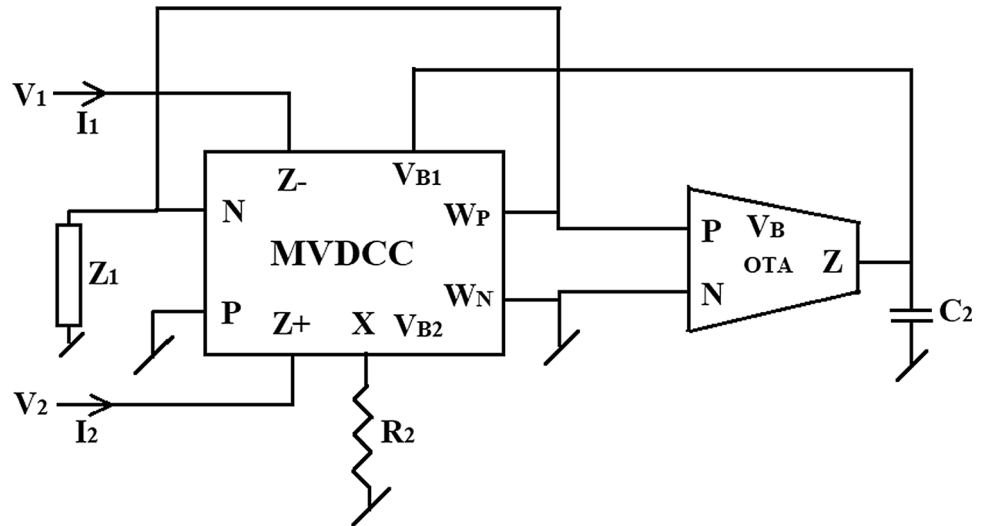 V1
I1
Z-
VB1
N
WP
MVDCC
Z1
P
WN
Z+
X
VB2
V2
I2
R2
P
VB
OTA
Z
N
C2